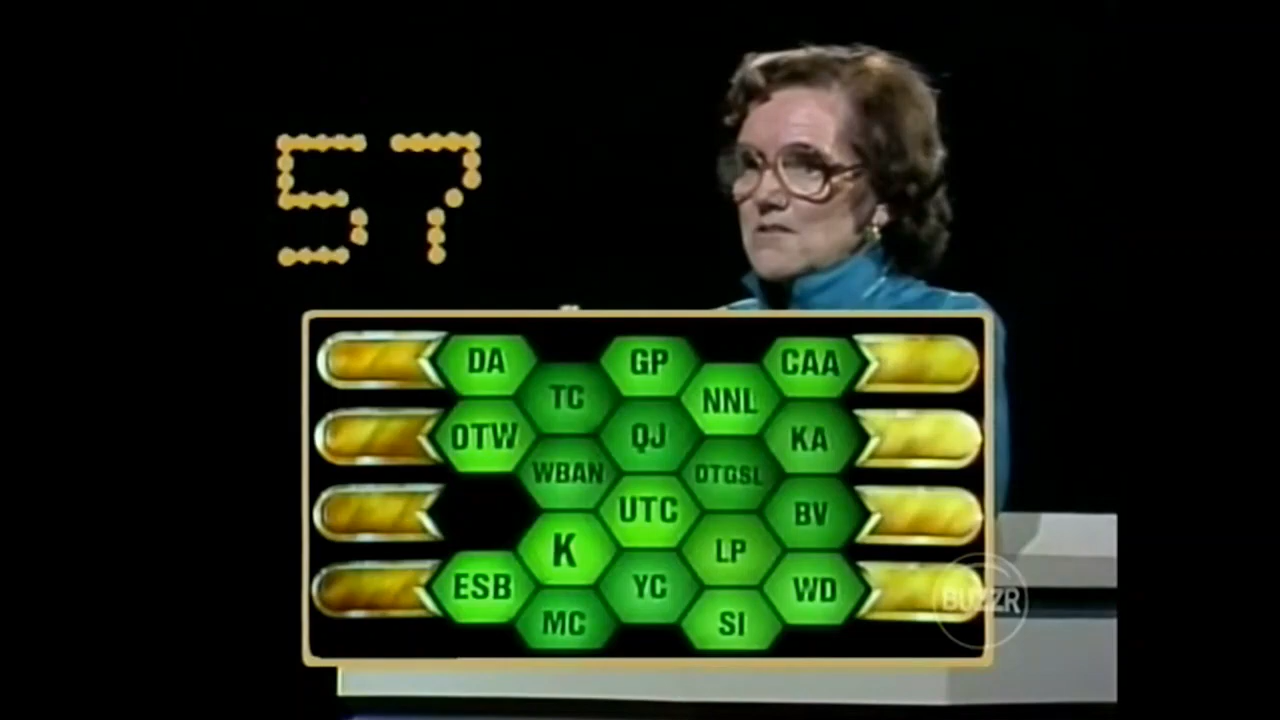 57
DA GP CAA
TC NNL
OTW QJ KA
WBAN DTGSL
UTC BV
K LP
ESB YC WD
MC SI
BUZZR